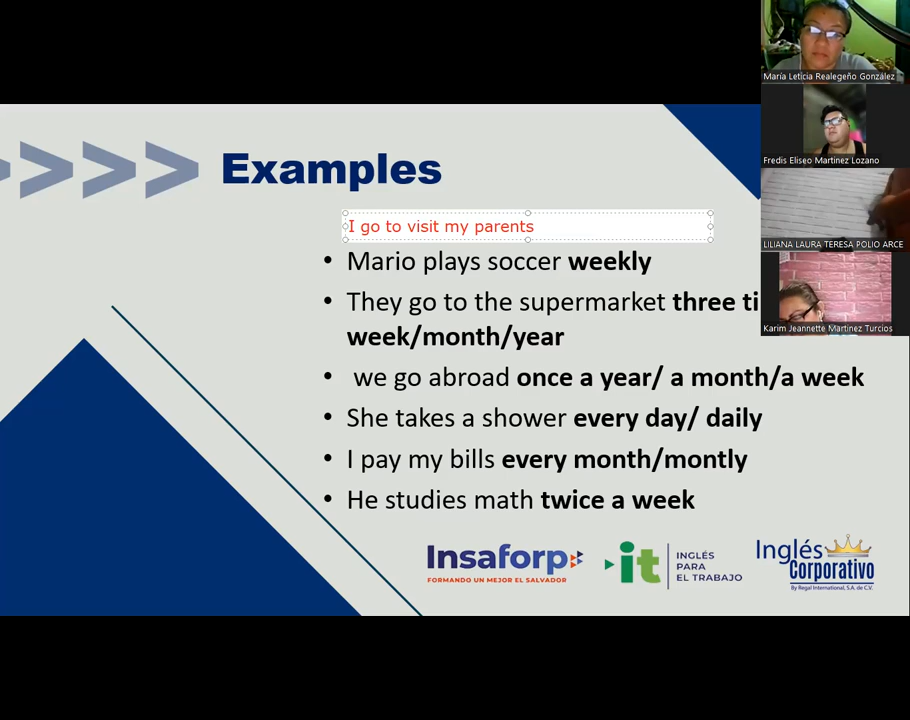 María Leticia Realegeño González
Fredis Eliseo Martinez Lozano
LILIANA LAURA TERESA POLIO ARCE
Karim Jeannette Martinez Turcios
Examples
I go to visit my parents
• Mario plays soccer weekly
• They go to the supermarket three ti
week/month/year
• we go abroad once a year/ a month/a week
• She takes a shower every day/ daily
• I pay my bills every month/montly
• He studies math twice a week
Insaforp
FORMANDO UN MEJOR EL SALVADOR
it
INGLÉS
PARA
EL TRABAJO
Inglés
Corporativo
By Regal International, S.A. de C.V.